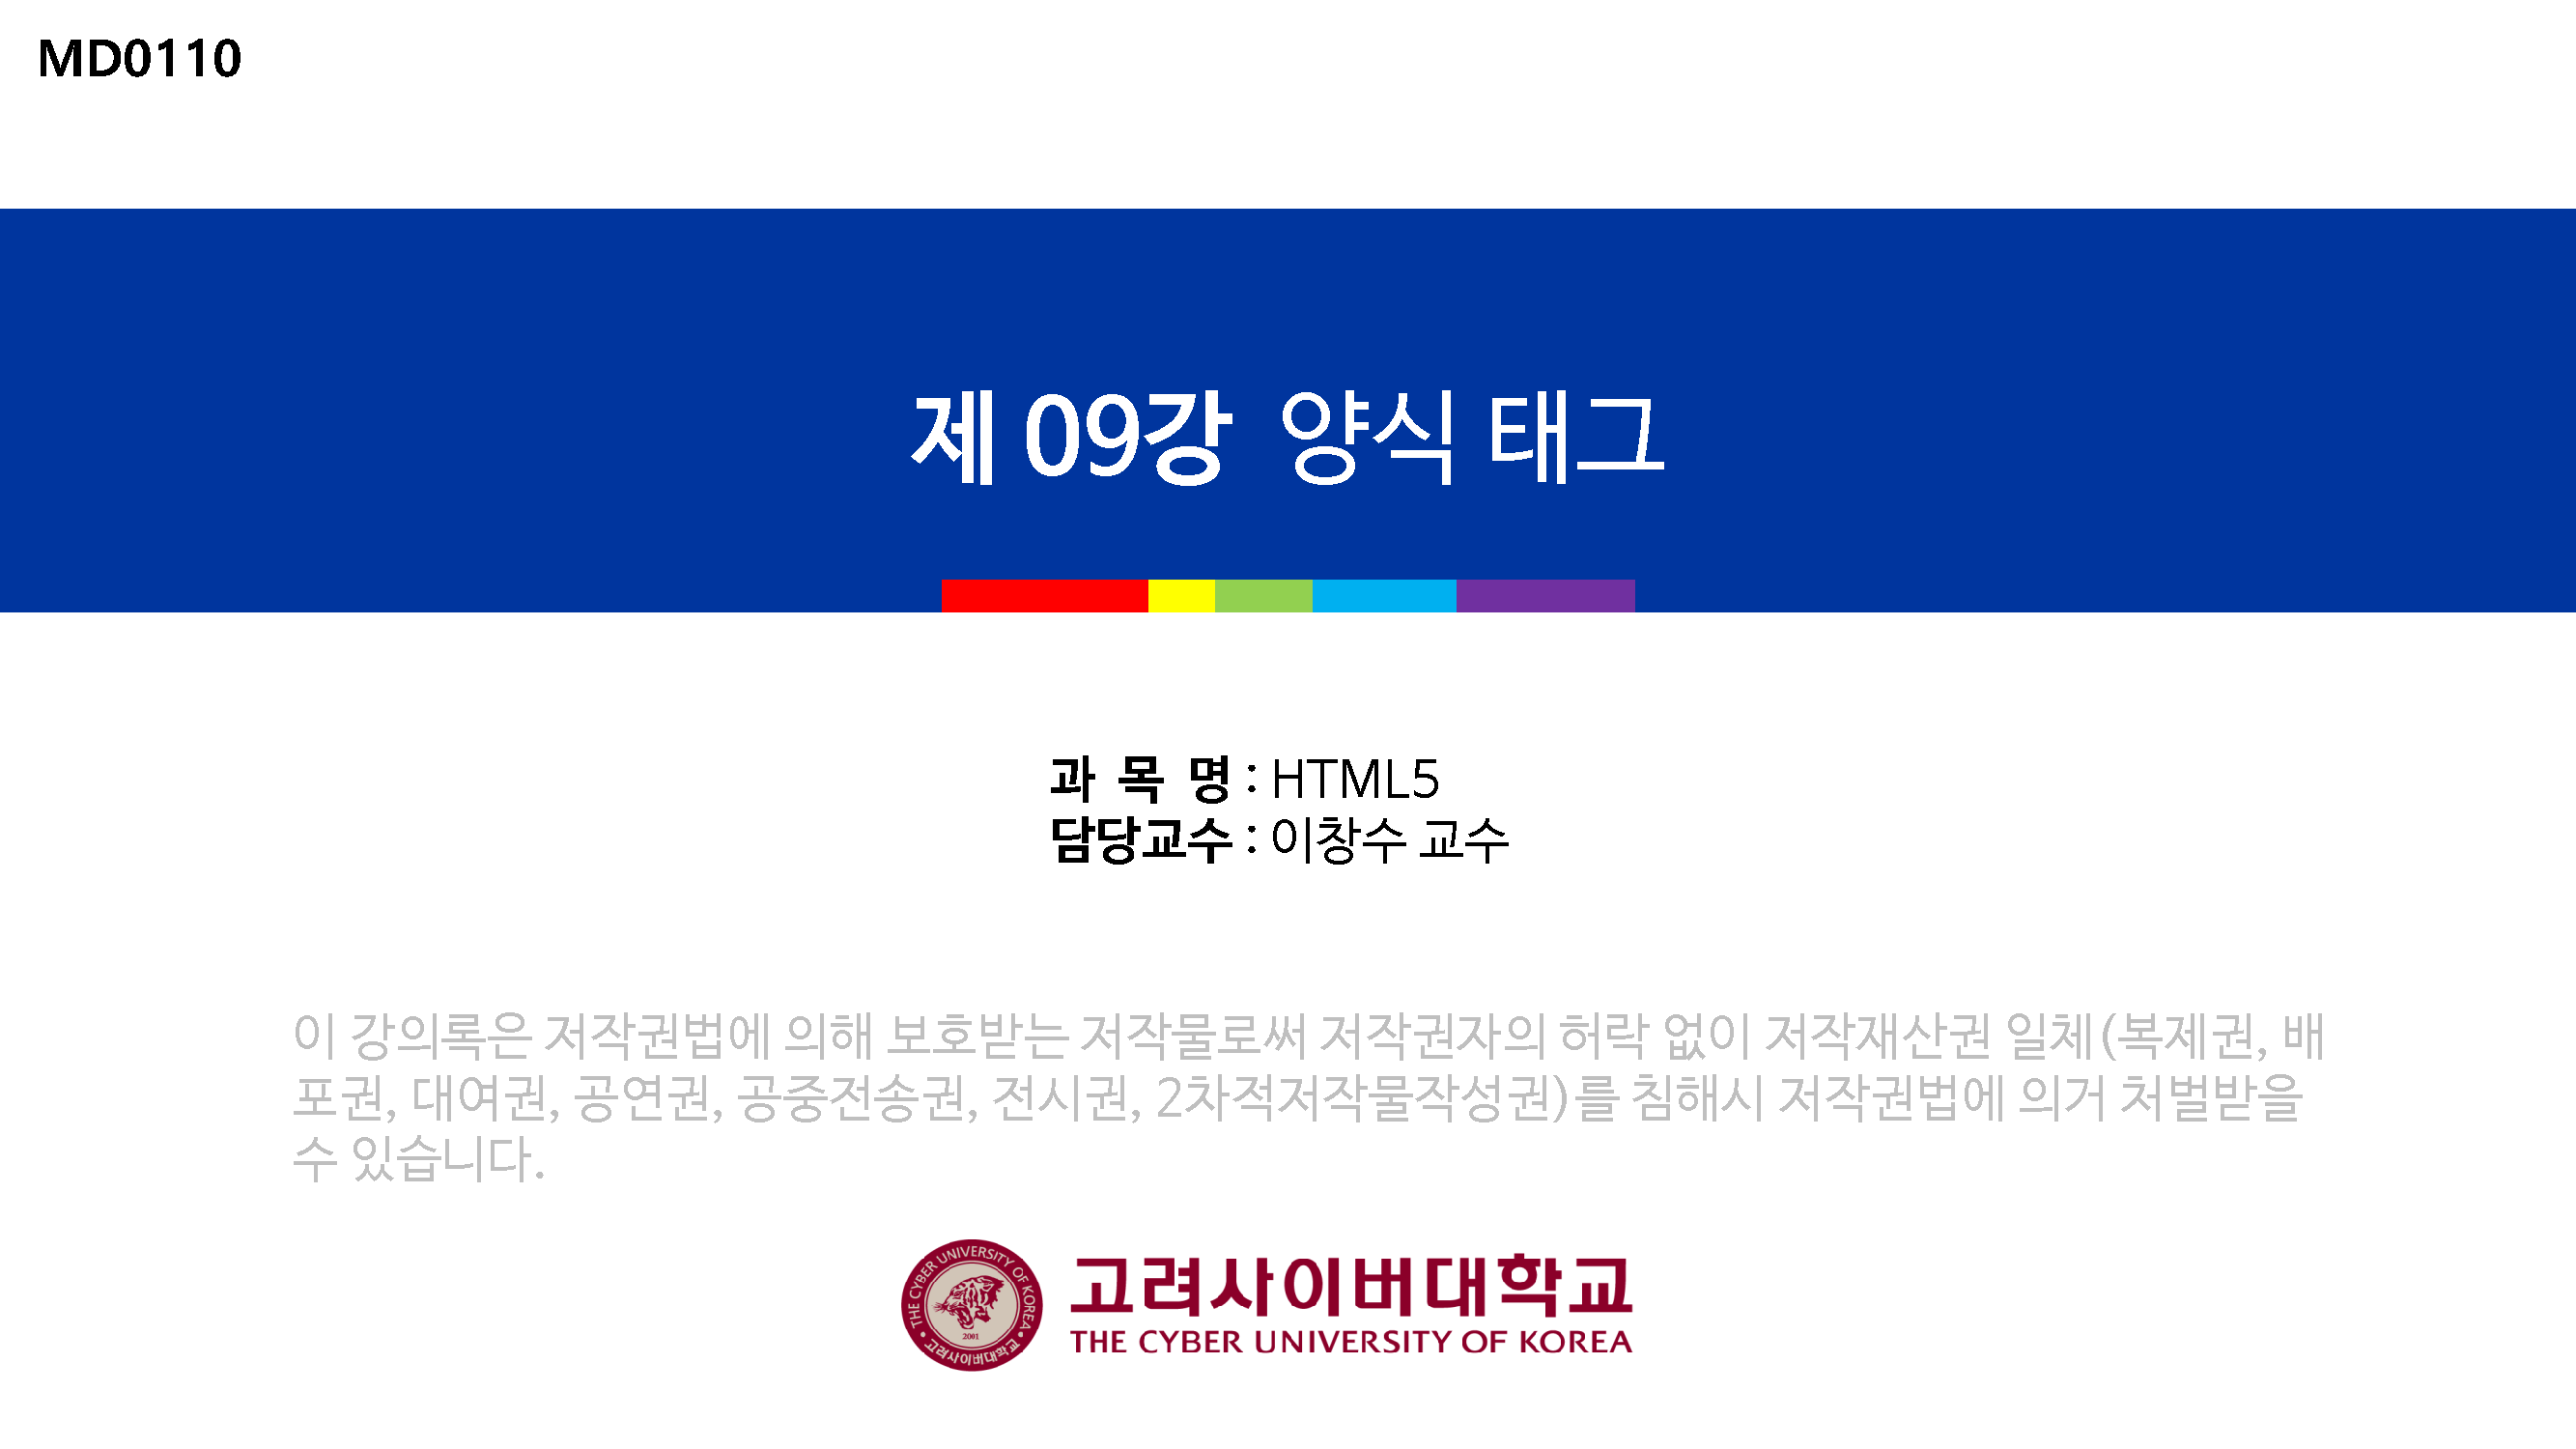 MD0110
제 09강 양식 태그
과 목 명 : HTML5
담당교수 : 이창수 교수
이 강의록은 저작권법에 의해 보호받는 저작물로써 저작권자의 허락 없이 저작재산권 일체(복제권, 배
포권, 대여권, 공연권, 공중전송권, 전시권, 2차적저작물작성권)를 침해시 저작권법에 의거 처벌받을
수 있습니다.
THE CYBER UNIVERSITY OF KOREA
2001
고려사이버대학교
고려사이버대학교
THE CYBER UNIVERSITY OF KOREA